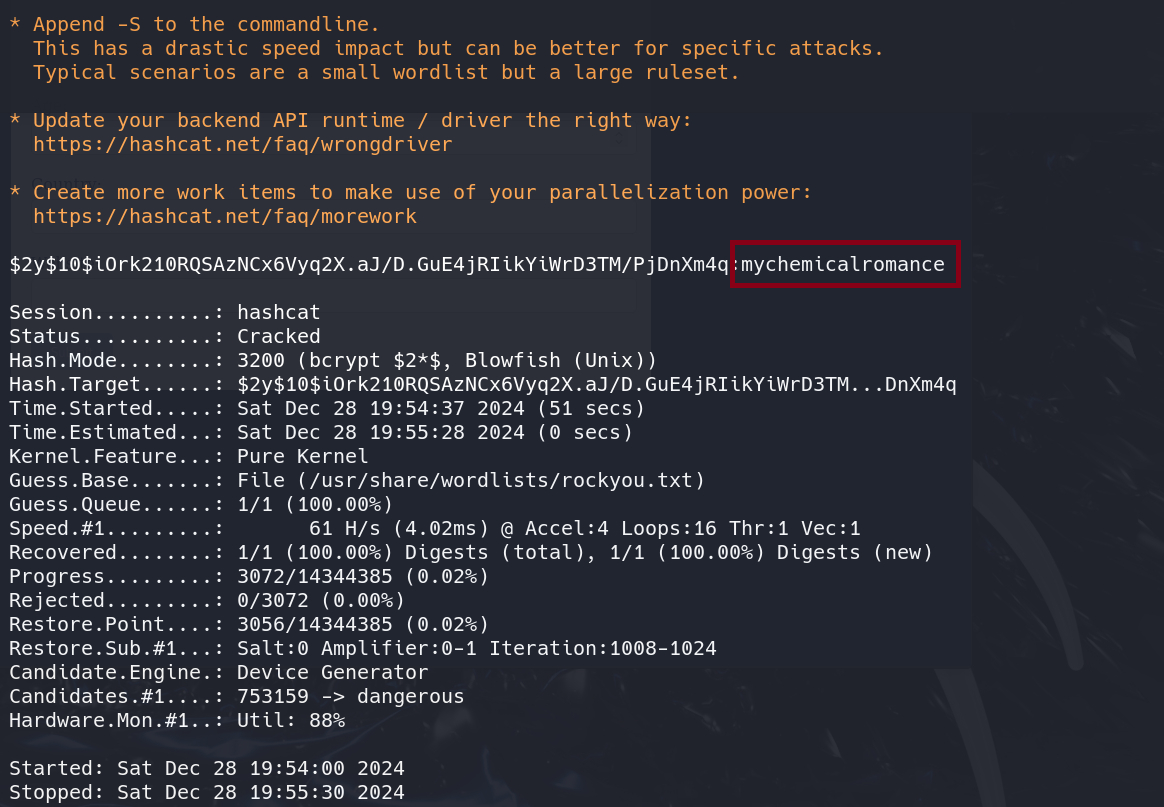 * Append -S to the commandline.
  This has a drastic speed impact but can be better for specific attacks.
  Typical scenarios are a small wordlist but a large ruleset.

* Update your backend API runtime / driver the right way:
  https://hashcat.net/faq/wrongdriver

* Create more work items to make use of your parallelization power:
  https://hashcat.net/faq/morework

$2y$10$iOrk210RQSAzNCx6Vyq2X.aJ/D.GuE4jRIikYiWrD3TM/PjDnXm4q:mychemicalromance

Session..........: hashcat
Status...........: Cracked
Hash.Mode........: 3200 (bcrypt $2*$, Blowfish (Unix))
Hash.Target......: $2y$10$iOrk210RQSAzNCx6Vyq2X.aJ/D.GuE4jRIikYiWrD3TM...DnXm4q
Time.Started.....: Sat Dec 28 19:54:37 2024 (51 secs)
Time.Estimated...: Sat Dec 28 19:55:28 2024 (0 secs)
Kernel.Feature...: Pure Kernel
Guess.Base.......: File (/usr/share/wordlists/rockyou.txt)
Guess.Queue......: 1/1 (100.00%)
Speed.#1.........:       61 H/s (4.02ms) @ Accel:4 Loops:16 Thr:1 Vec:1
Recovered........: 1/1 (100.00%) Digests (total), 1/1 (100.00%) Digests (new)
Progress.........: 3072/14344385 (0.02%)
Rejected.........: 0/3072 (0.00%)
Restore.Point....: 3056/14344385 (0.02%)
Restore.Sub.#1...: Salt:0 Amplifier:0-1 Iteration:1008-1024
Candidate.Engine.: Device Generator
Candidates.#1....: 753159 -> dangerous
Hardware.Mon.#1..: Util: 88%

Started: Sat Dec 28 19:54:00 2024
Stopped: Sat Dec 28 19:55:30 2024